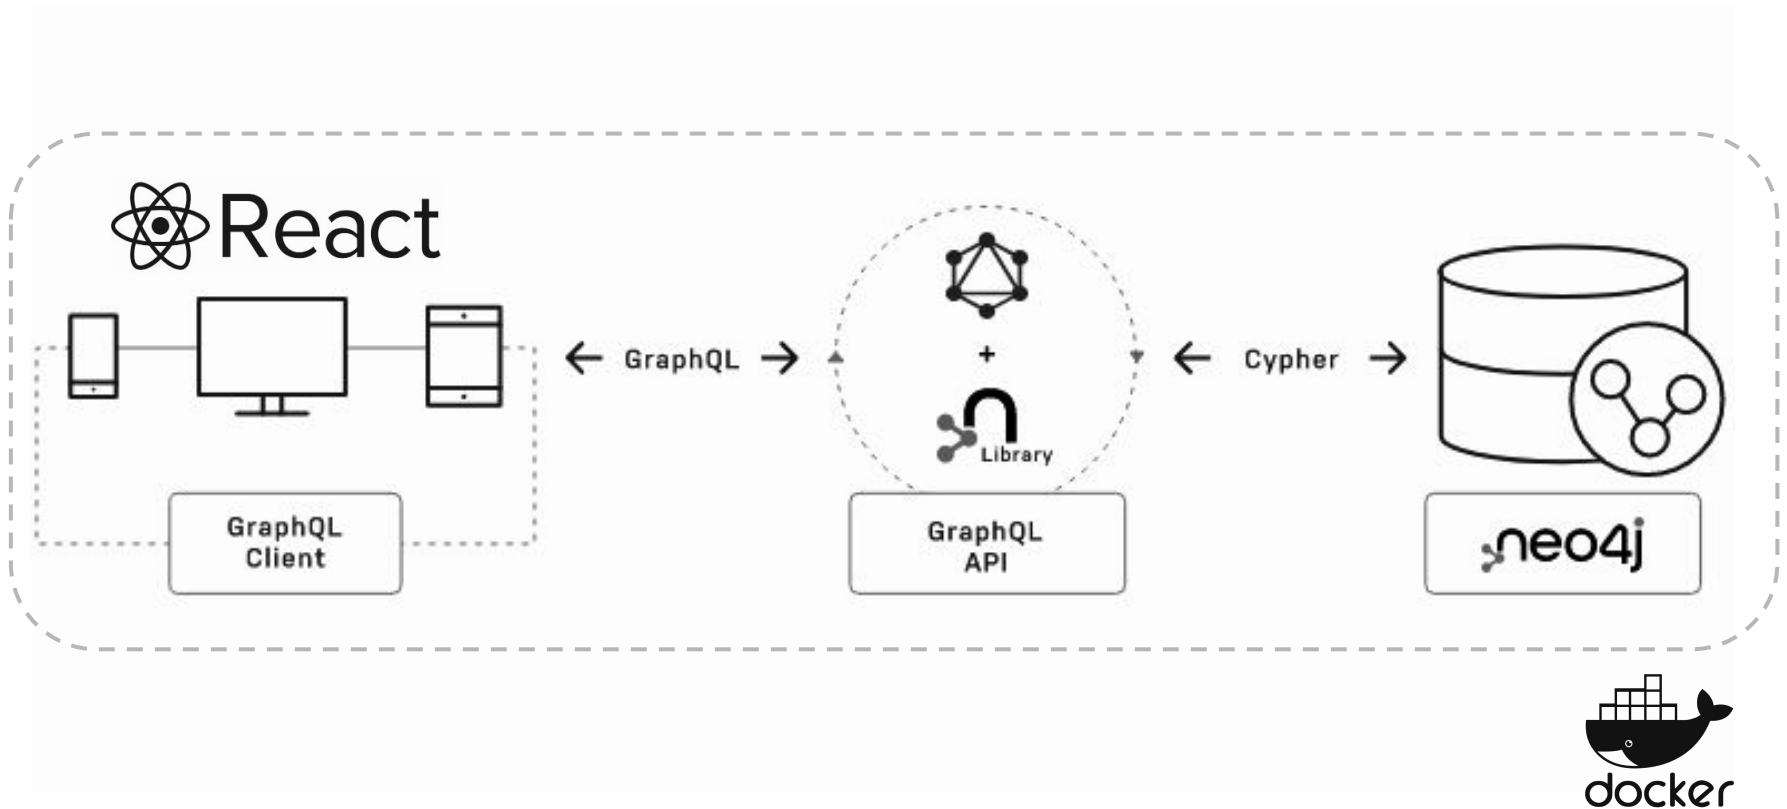 React
GraphQL
Cypher
+
Library
GraphQL
Client
GraphQL
API
neo4j
docker